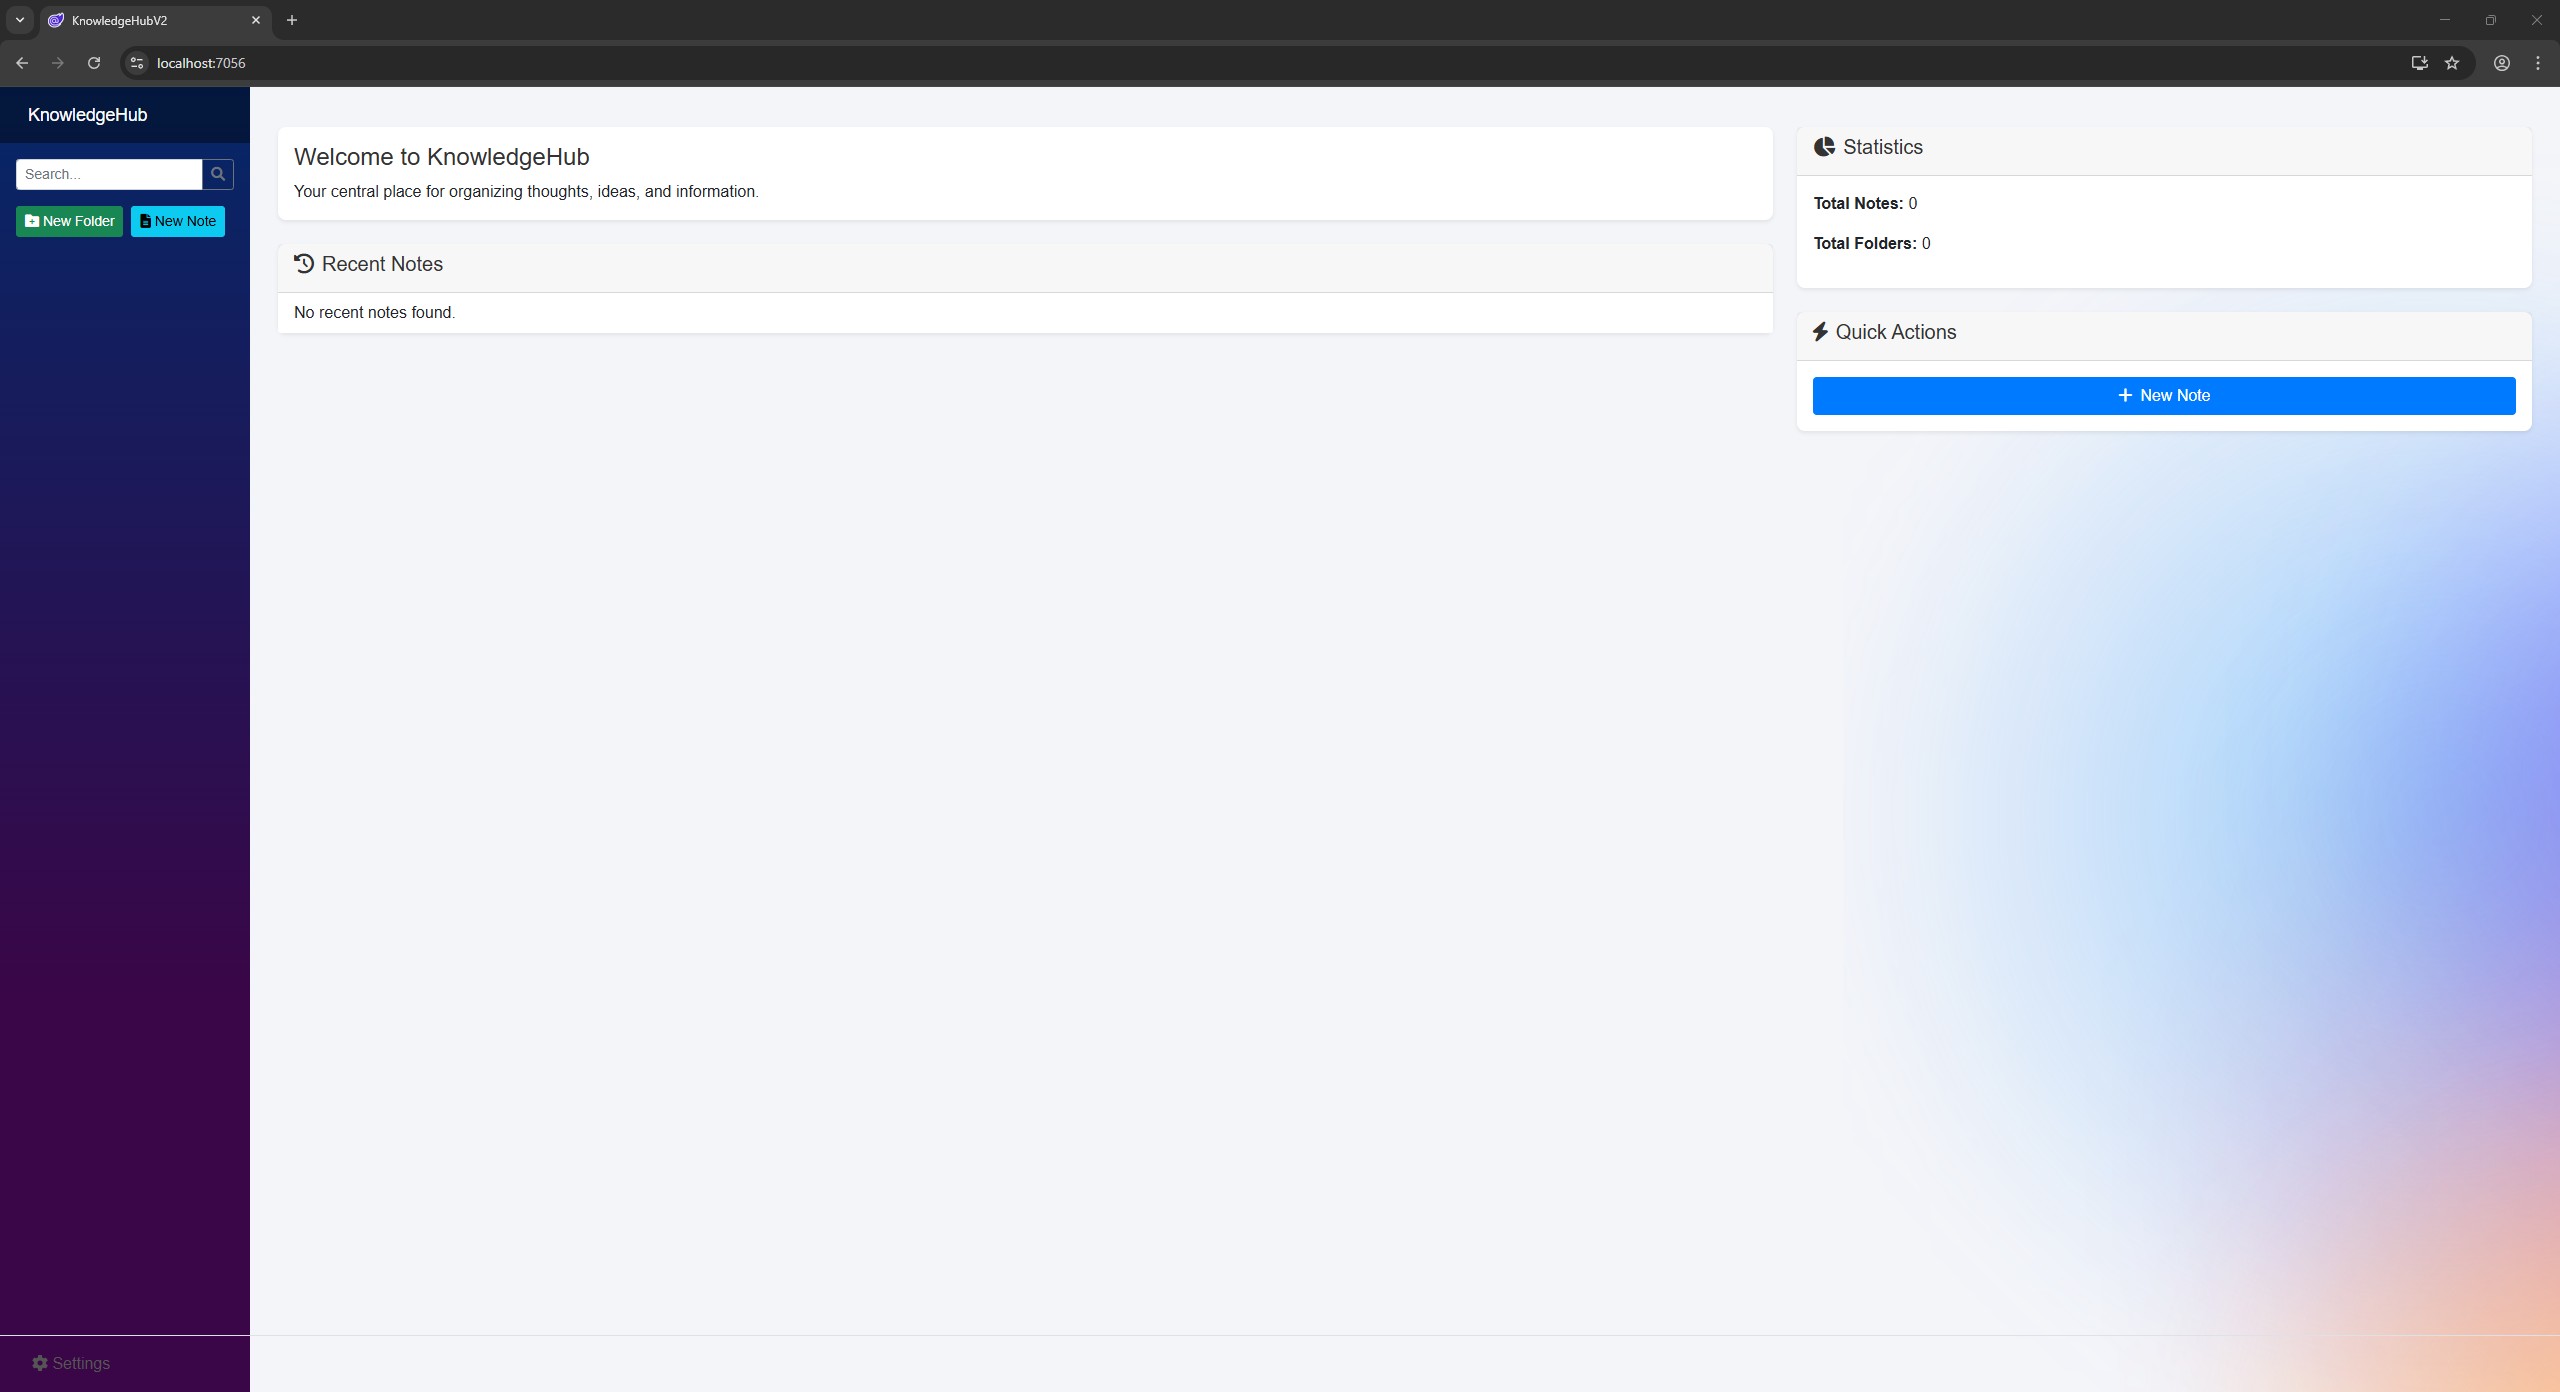 KnowledgeHubV2
localhost:7056
KnowledgeHub
Search...
New Folder
New Note
Welcome to KnowledgeHub
Your central place for organizing thoughts, ideas, and information.
Recent Notes
No recent notes found.
Statistics
Total Notes: 0
Total Folders: 0
Quick Actions
New Note
Settings